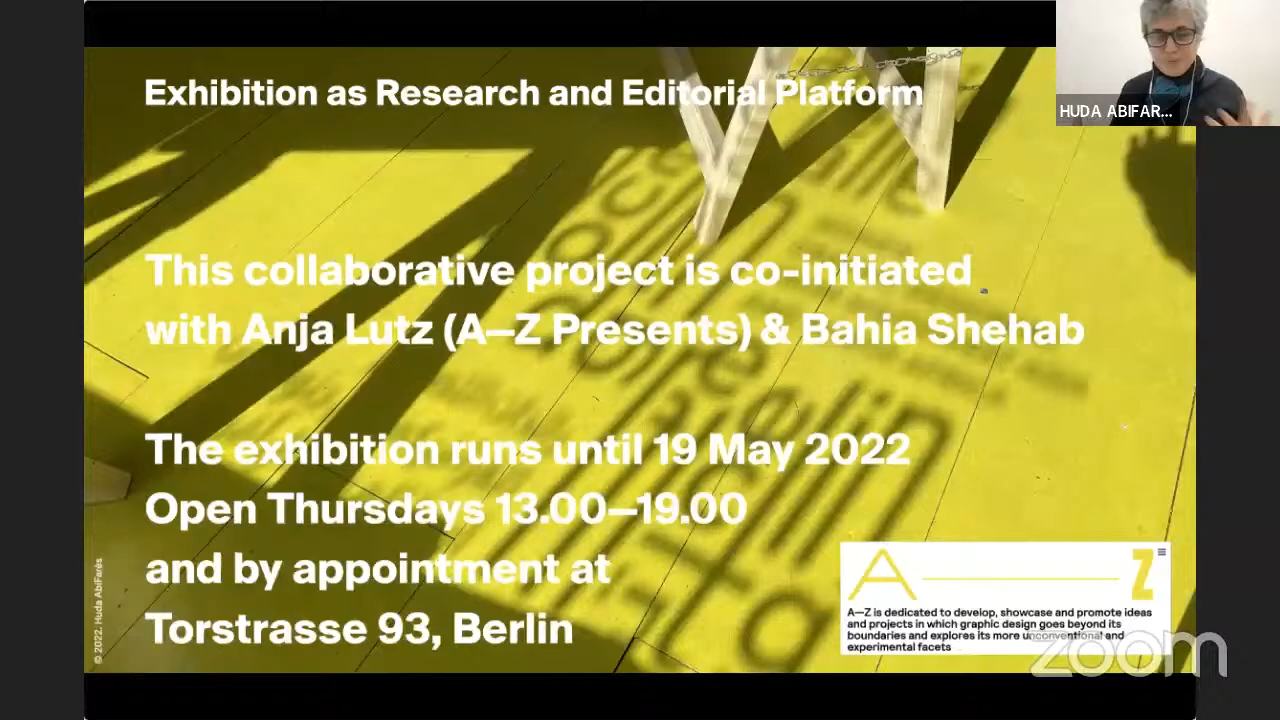 Exhibition as Research and Editorial Platform
HUDA ABIFAR...
This collaborative project is co-initiated
with Anja Lutz (A—Z Presents) & Bahia Shehab
The exhibition runs until 19 May 2022
Open Thursdays 13.00—19.00
and by appointment at
Torstrasse 93, Berlin
© 2022. Huda AbiFarès
A Z
A—Z is dedicated to develop, showcase and promote ideas
and projects in which graphic design goes beyond its
boundaries and explores its more unconventional and
experimental facets
zoom